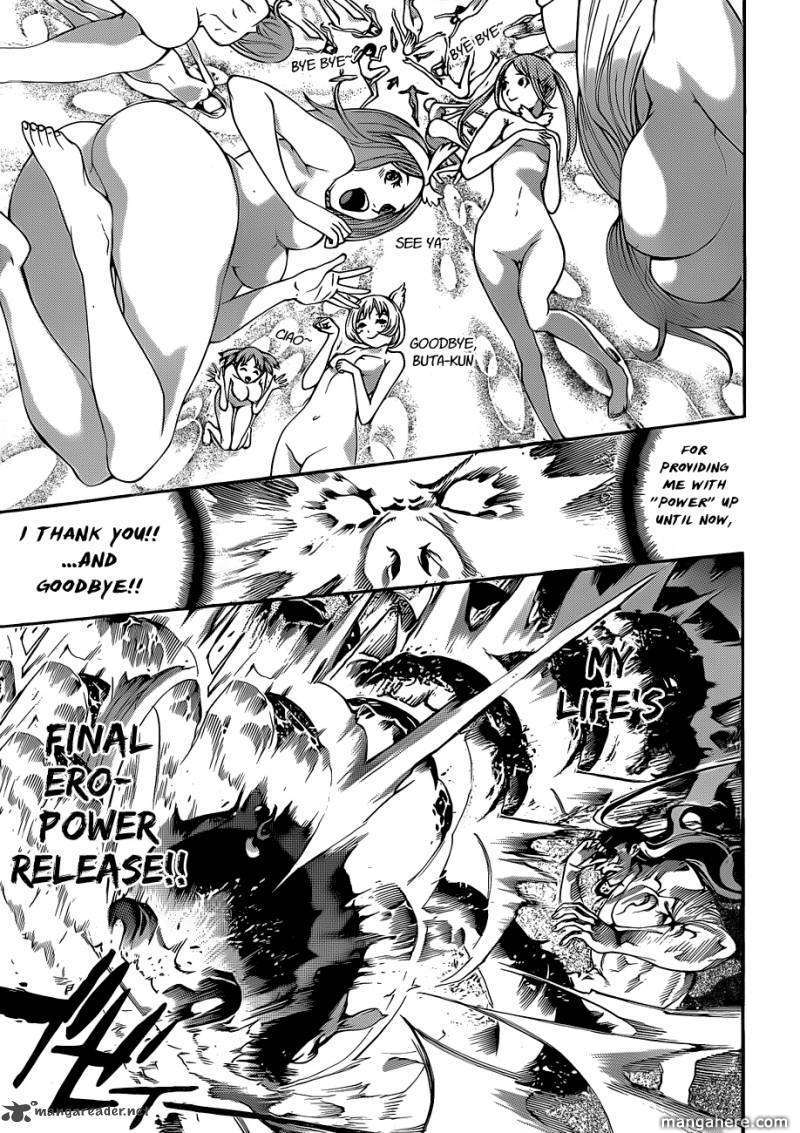 BYE BYE~
BYE BYE~
SEE YA~
GOODBYE,
BUTA-KUN
CIAO~
FOR
PROVIDING
ME WITH
"POWER" UP
UNTIL NOW,
I THANK YOU!!
...AND
GOODBYE!!
MY
LIFE'S
FINAL
ERO-
POWER
RELEASE!!
mangareader.net
mangahere.com